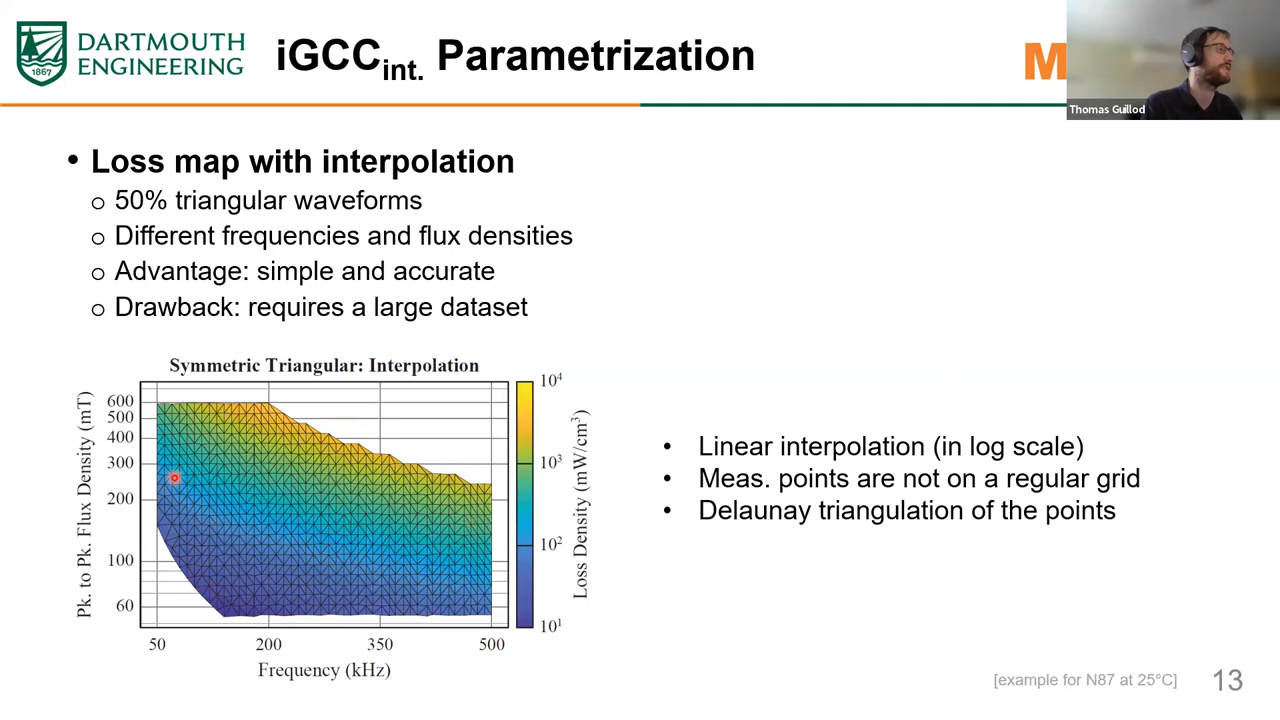 DARTMOUTH
ENGINEERING
1867
iGCCint. Parametrization
M
Thomas Guillod
• Loss map with interpolation
o 50% triangular waveforms
o Different frequencies and flux densities
o Advantage: simple and accurate
o Drawback: requires a large dataset
Symmetric Triangular: Interpolation
Pk. to Pk. Flux Density (mT)
600
500
400
300
200
100
60
50 200 350 500
Frequency (kHz)
10⁴
10³
10²
10¹
Loss Density (mW/cm³)
• Linear interpolation (in log scale)
• Meas. points are not on a regular grid
• Delaunay triangulation of the points
[example for N87 at 25°C]
13